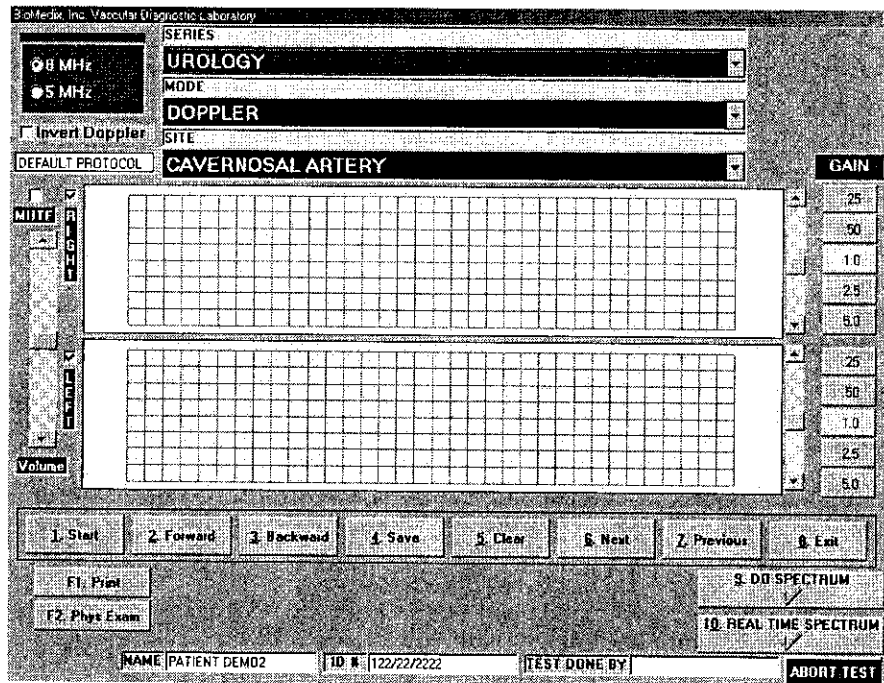 BioMedix, Inc. Vascular Diagnostic Laboratory
SERIES
8 MHz
UROLOGY
5 MHz
MODE
DOPPLER
Invert Doppler
SITE
DEFAULT PROTOCOL
CAVERNOSAL ARTERY
GAIN
MUTE
RIGHT
.25
.50
1.0
2.5
5.0
LEFT
.25
.50
1.0
2.5
5.0
Volume
1. Start
2. Forward
3. Backward
4. Save
5. Clear
6. Next
7. Previous
8. Exit
F1. Print
9. DO SPECTRUM
F2. Phys Exam
10. REAL TIME SPECTRUM
NAME PATIENT DEMO2 ID # 122/22/2222 TEST DONE BY
ABORT TEST